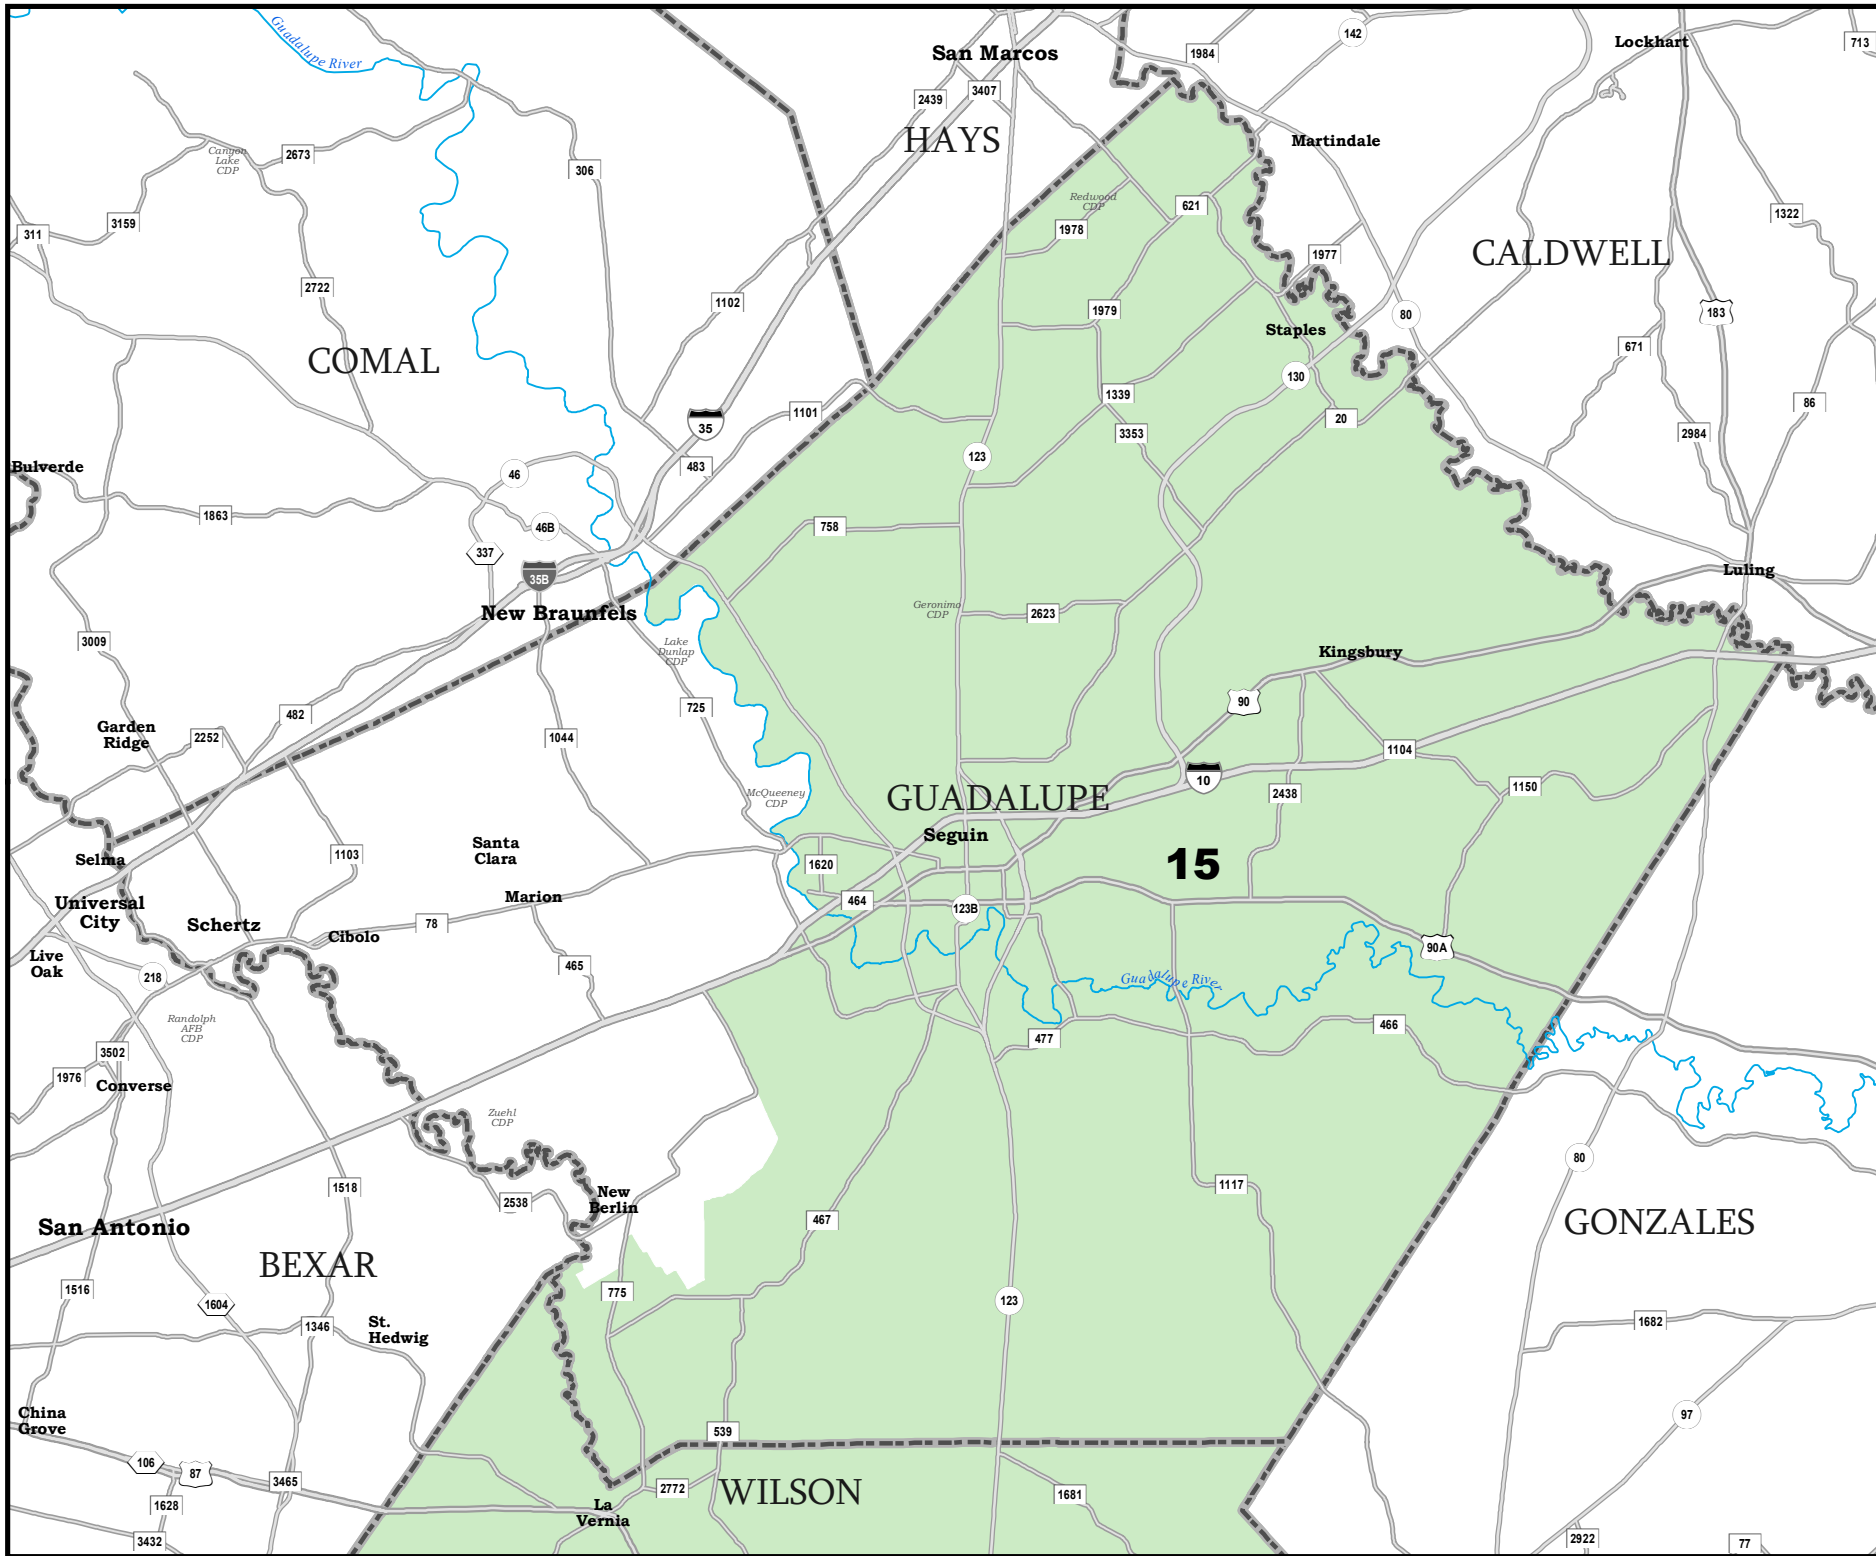 Guadalupe River
San Marcos
1984
142
Lockhart
713
2439
3407
HAYS
Martindale
Canyon
Lake
CDP
2673
306
3159
311
Redwood
CDP
621
1978
1322
1977
CALDWELL
2722
1102
1979
80
183
Staples
COMAL
671
130
1339
1101
35
20
86
3353
2984
123
Bulverde
46
483
1863
46B
758
337
35B
Luling
New Braunfels
Geronimo
CDP
2623
3009
Lake
Dunlap
CDP
Kingsbury
90
725
482
Garden
Ridge
2252
1044
1104
10
1150
2438
McQueeney
CDP
GUADALUPE
Seguin
Santa
Clara
1103
Selma
1620
15
Marion
464
123B
Universal
City
Schertz
78
Cibolo
90A
Live
Oak
218
465
Guadalupe River
Randolph
AFB
CDP
466
477
3502
1976
Converse
Zuehl
CDP
80
1518
1117
New
Berlin
2538
467
San Antonio
GONZALES
BEXAR
1516
775
1604
123
1346
St.
Hedwig
1682
China
Grove
97
539
106
87
3465
2772
WILSON
1681
1628
La
Vernia
3432
2922
77